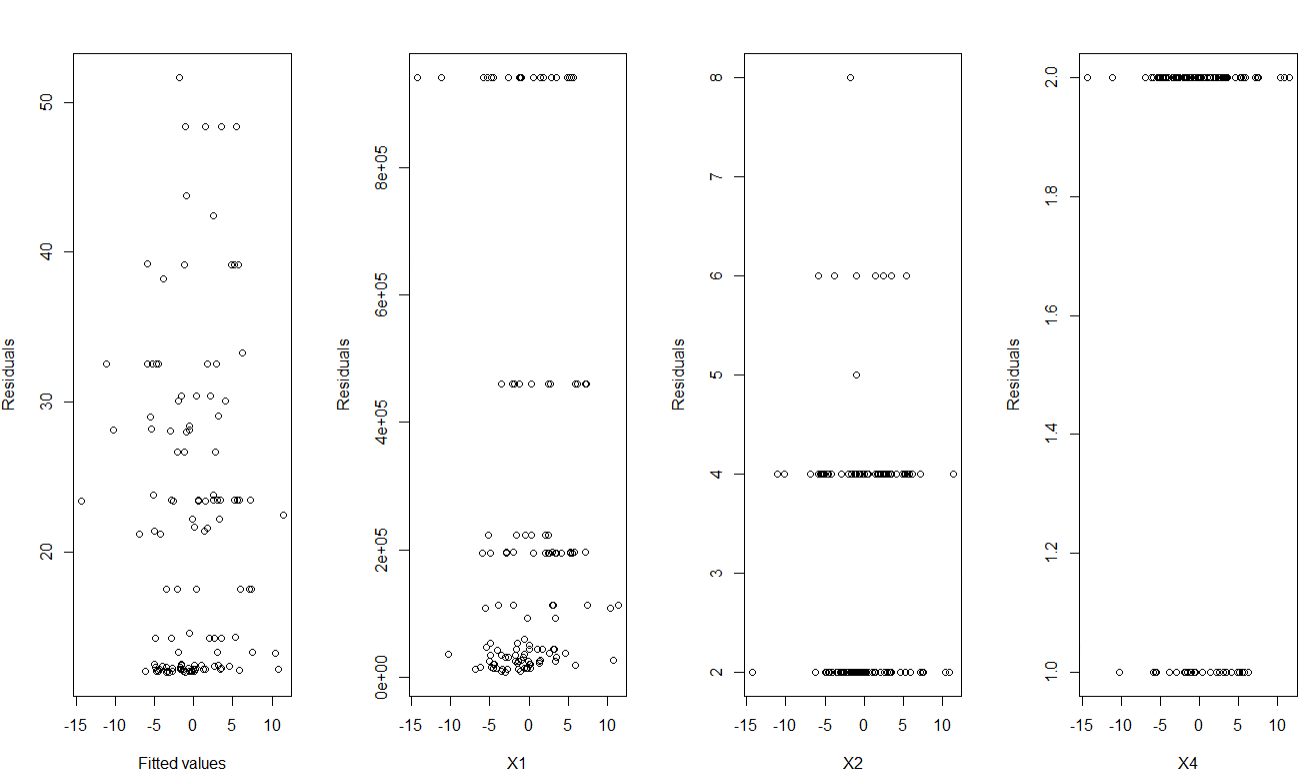 Residuals
50
40
30
20
-15 -10 -5 0 5 10
Fitted values
Residuals
8e+05
6e+05
4e+05
2e+05
0e+00
-15 -10 -5 0 5 10
X1
Residuals
8
7
6
5
4
3
2
-15 -10 -5 0 5 10
X2
Residuals
2.0
1.8
1.6
1.4
1.2
1.0
-15 -10 -5 0 5 10
X4